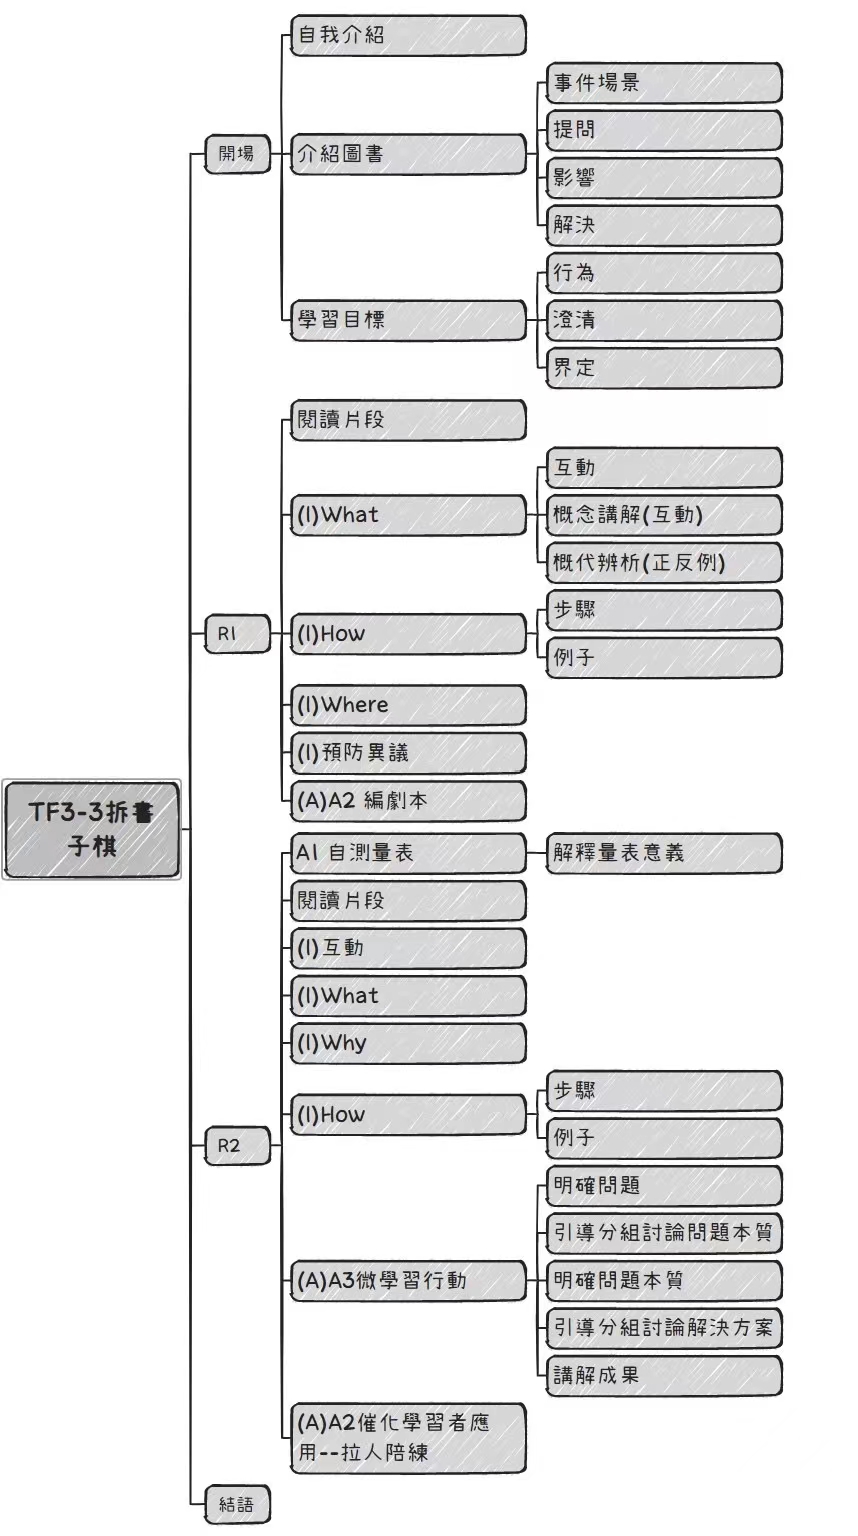 自我介紹
事件場景
提問
開場
介紹圖書
影響
解決
行為
學習目標
澄清
界定
閱讀片段
互動
(I)What
概念講解(互動)
概代辨析(正反例)
步驟
R1
(I)How
例子
(I)Where
(I)預防異議
(A)A2 編劇本
TF3-3拆書
子棋
A1 自測量表
解釋量表意義
閱讀片段
(I)互動
(I)What
(I)Why
步驟
(I)How
例子
R2
明確問題
引導分組討論問題本質
(A)A3微學習行動
明確問題本質
引導分組討論解決方案
講解成果
(A)A2催化學習者應
用--拉人陪練
結語